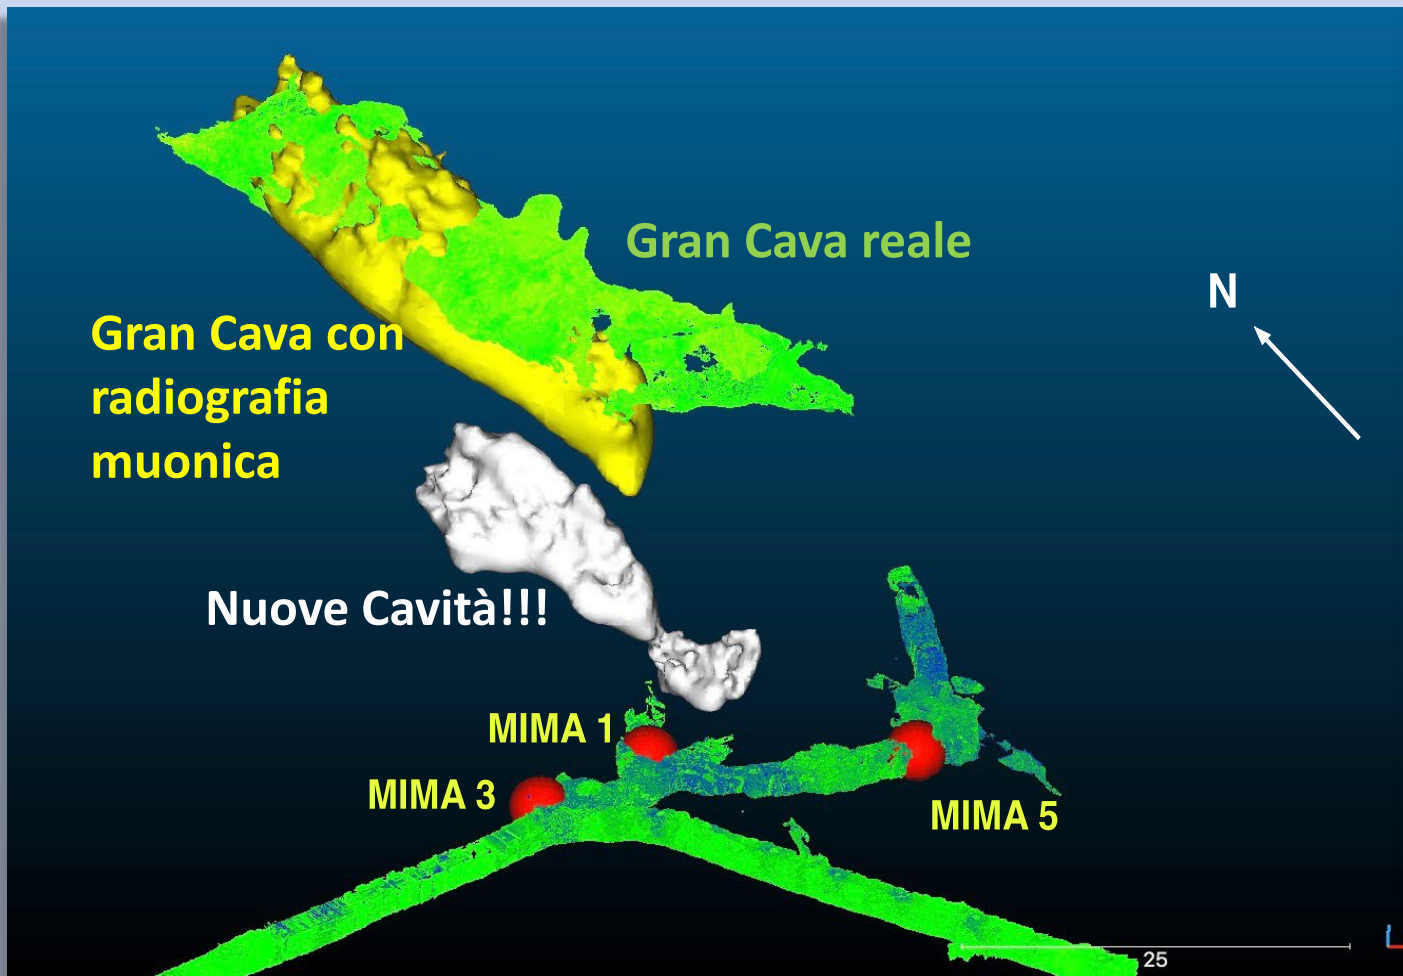 Gran Cava reale
N
Gran Cava con
radiografia
muonica
Nuove Cavità!!!
MIMA 1
MIMA 3
MIMA 5
25